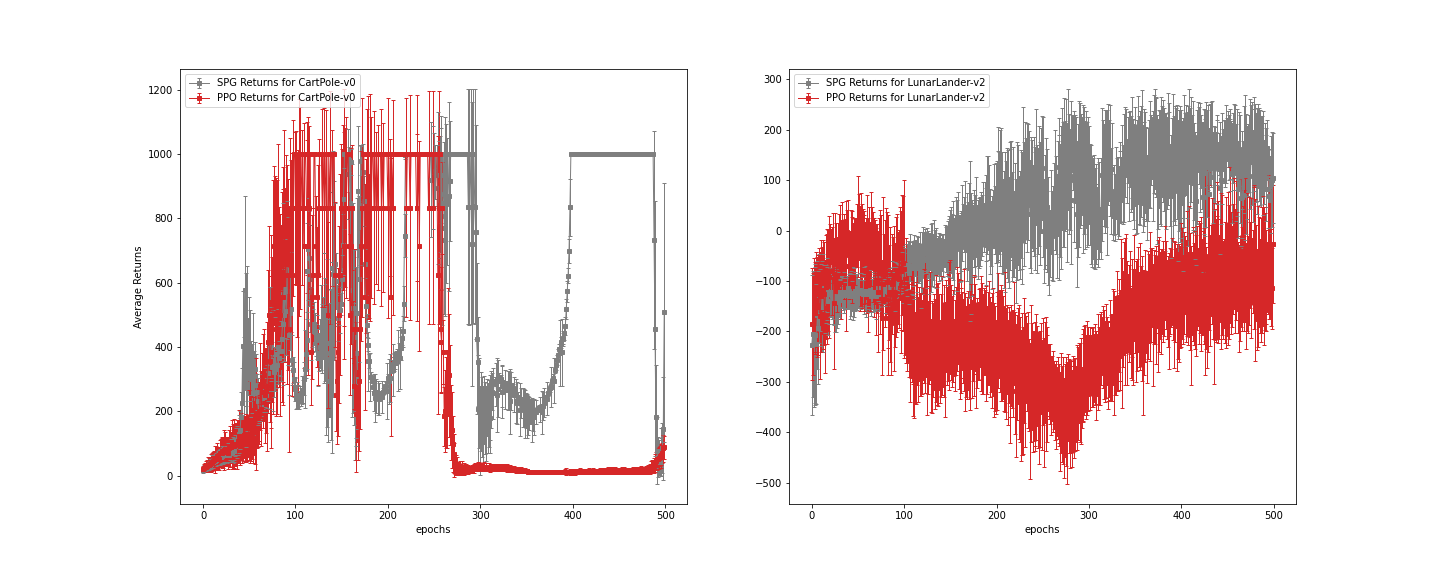 SPG Returns for CartPole-v0
PPO Returns for CartPole-v0
1200
1000
800
600
400
200
0
Average Returns
0 100 200 300 400 500
epochs
SPG Returns for LunarLander-v2
PPO Returns for LunarLander-v2
300
200
100
0
−100
−200
−300
−400
−500
0 100 200 300 400 500
epochs